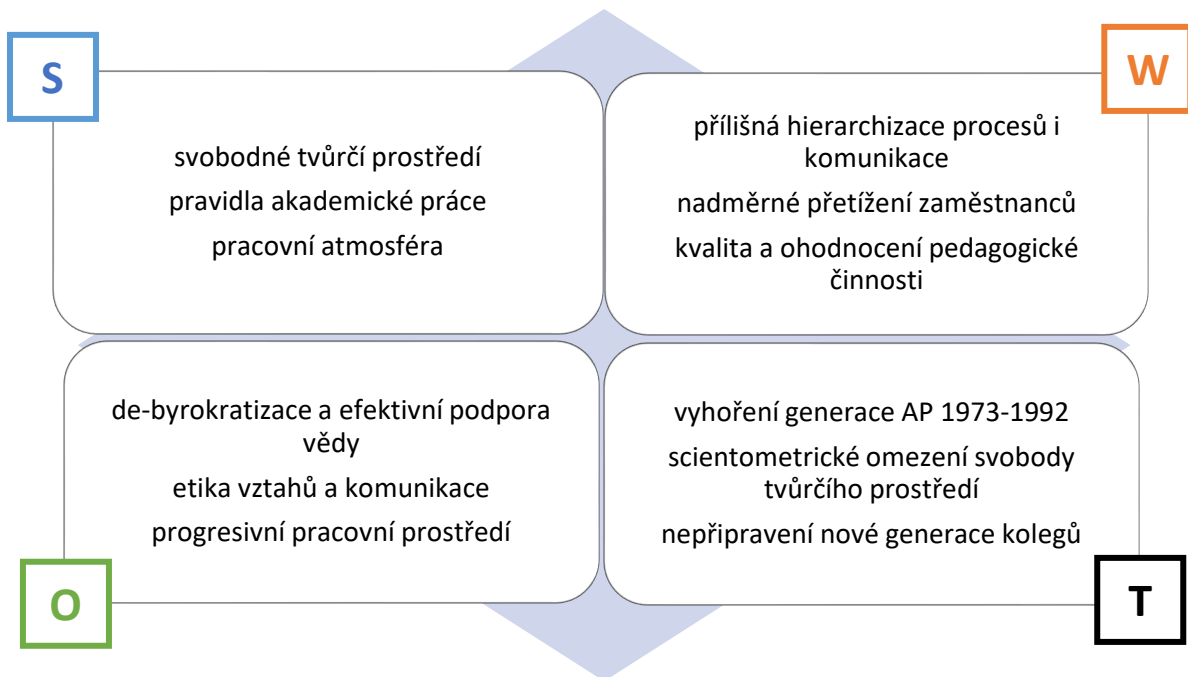 S
svobodné tvůrčí prostředí
pravidla akademické práce
pracovní atmosféra
W
přílišná hierarchizace procesů i
komunikace
nadměrné přetížení zaměstnanců
kvalita a ohodnocení pedagogické
činnosti
de-byrokratizace a efektivní podpora
vědy
etika vztahů a komunikace
progresivní pracovní prostředí
O
vyhoření generace AP 1973-1992
scientometrické omezení svobody
tvůrčího prostředí
nepřipravení nové generace kolegů
T